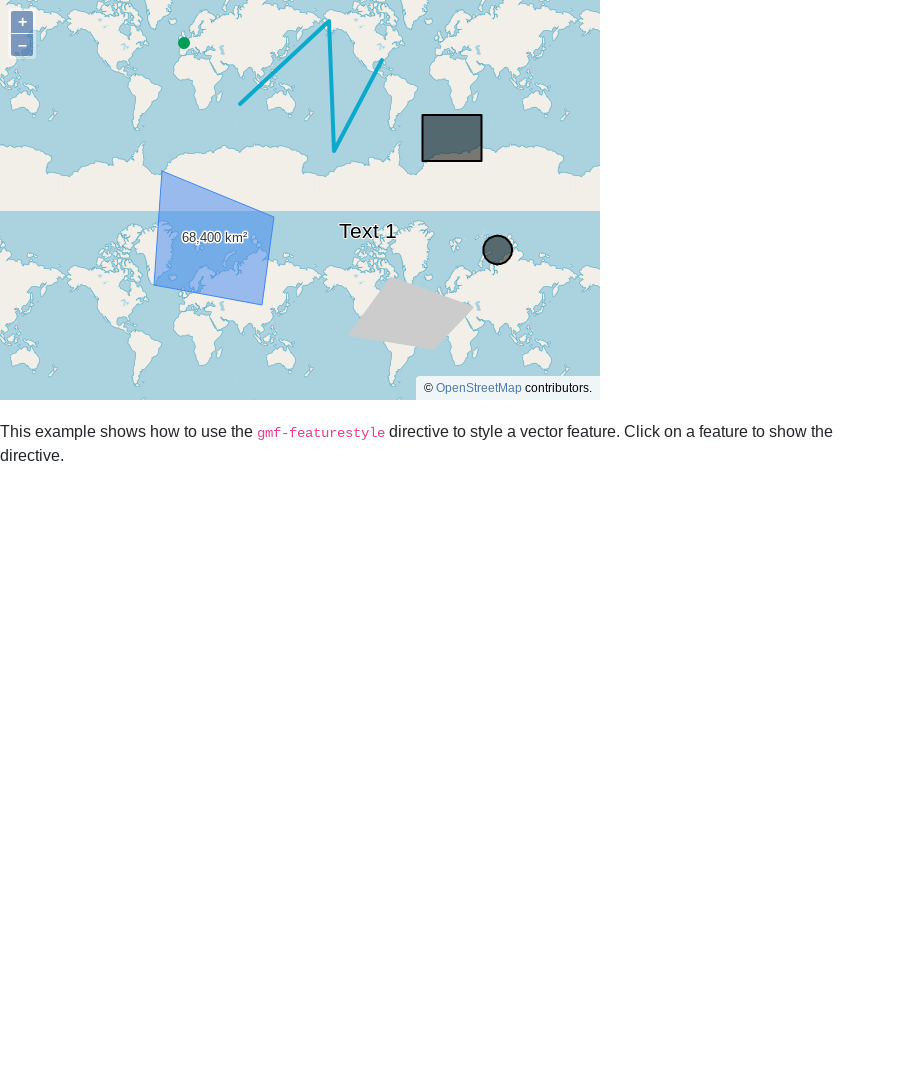 +
−
Text 1
68,400 km²
© OpenStreetMap contributors.
This example shows how to use the gmf-featurestyle directive to style a vector feature. Click on a feature to show the
directive.